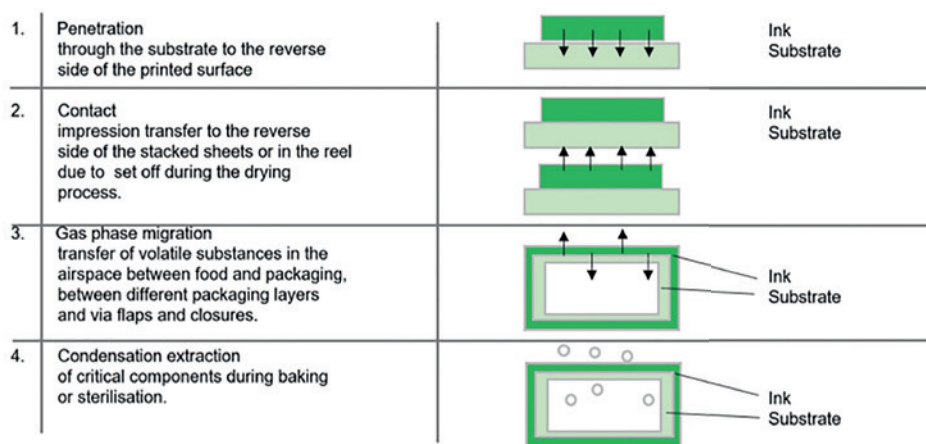 1. Penetration
through the substrate to the reverse
side of the printed surface
Ink
Substrate
2. Contact
impression transfer to the reverse
side of the stacked sheets or in the reel
due to set off during the drying
process.
Ink
Substrate
3. Gas phase migration
transfer of volatile substances in the
airspace between food and packaging,
between different packaging layers
and via flaps and closures.
Ink
Substrate
4. Condensation extraction
of critical components during baking
or sterilisation.
Ink
Substrate